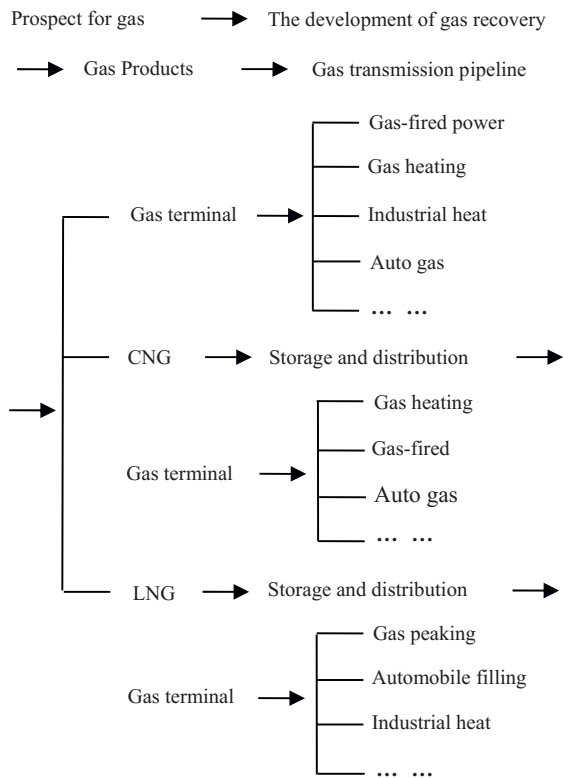 Prospect for gas The development of gas recovery
Gas Products Gas transmission pipeline
Gas-fired power
Gas heating
Gas terminal Industrial heat
Auto gas
... ...
CNG Storage and distribution
Gas heating
Gas-fired
Gas terminal
Auto gas
... ...
LNG Storage and distribution
Gas peaking
Automobile filling
Gas terminal
Industrial heat
... ...